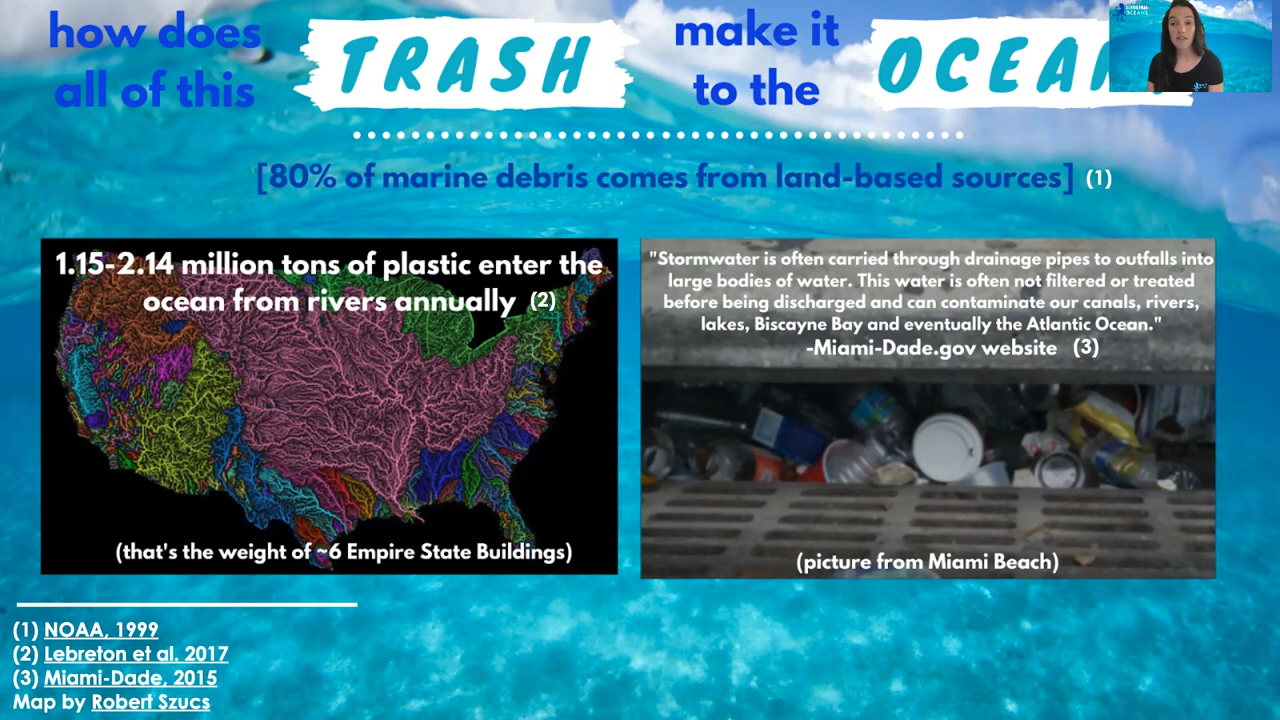 how does
all of this
TRASH
make it
to the
[80% of marine debris comes from land-based sources] (1)
1.15-2.14 million tons of plastic enter the
ocean from rivers annually (2)
(that's the weight of ~6 Empire State Buildings)
"Stormwater is often carried through drainage pipes to outfalls into
large bodies of water. This water is often not filtered or treated
before being discharged and can contaminate our canals, rivers,
lakes, Biscayne Bay and eventually the Atlantic Ocean."
-Miami-Dade.gov website (3)
(picture from Miami Beach)
(1) NOAA, 1999
(2) Lebreton et al. 2017
(3) Miami-Dade, 2015
Map by Robert Szucs